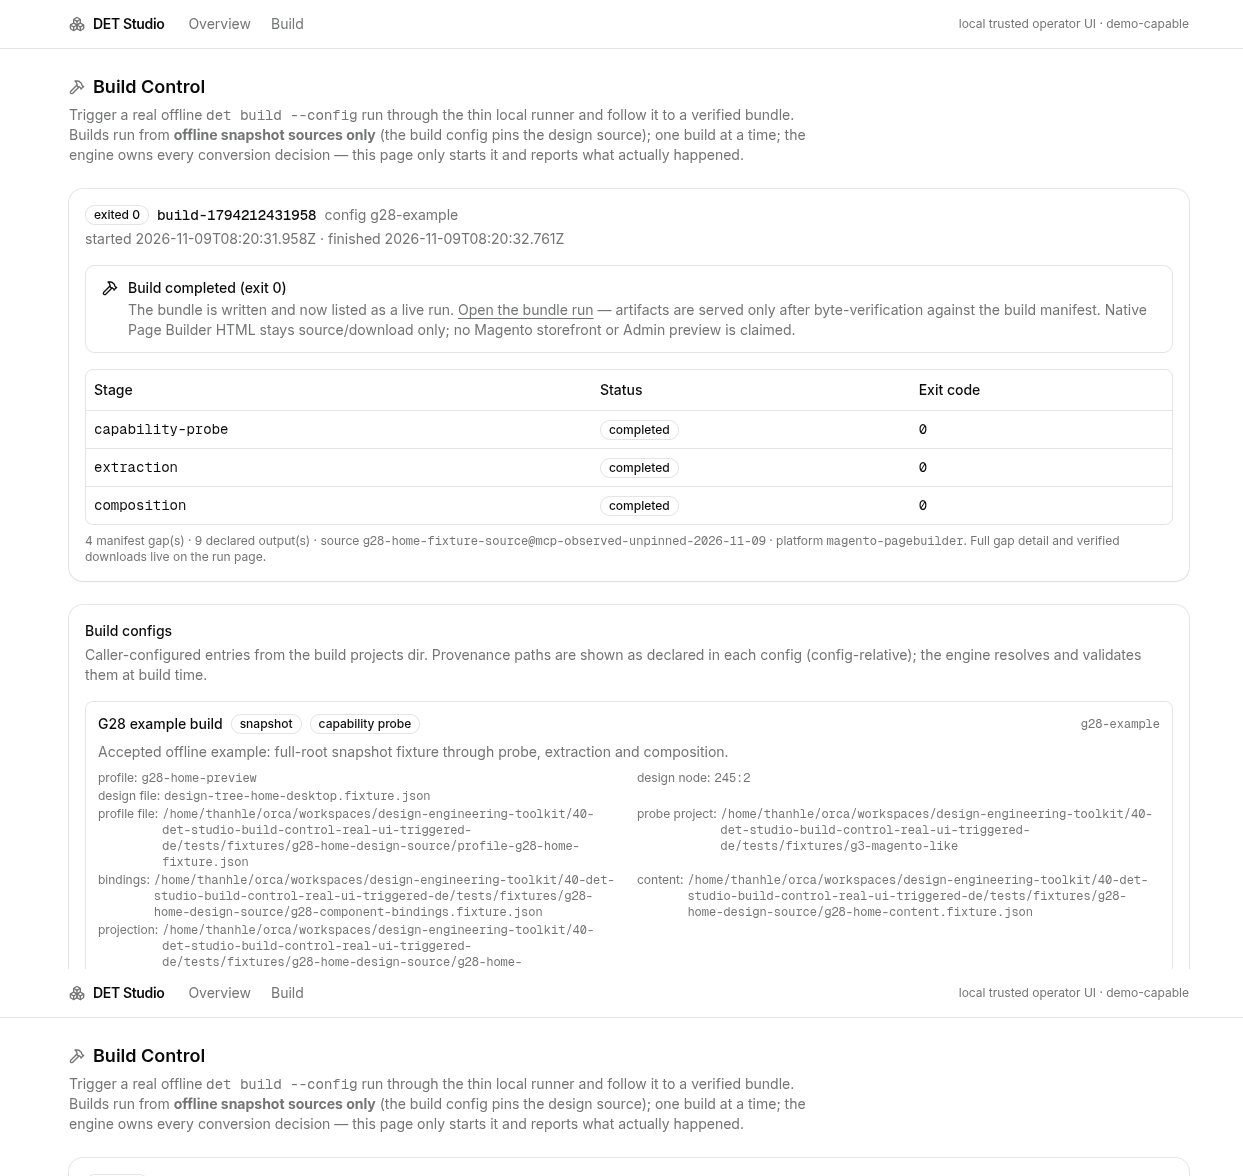 DET Studio Overview Build local trusted operator UI · demo-capable
Build Control
Trigger a real offline det build --config run through the thin local runner and follow it to a verified bundle.
Builds run from offline snapshot sources only (the build config pins the design source); one build at a time; the
engine owns every conversion decision — this page only starts it and reports what actually happened.
exited 0 build-1794212431958 config g28-example
started 2026-11-09T08:20:31.958Z · finished 2026-11-09T08:20:32.761Z
Build completed (exit 0)
The bundle is written and now listed as a live run. Open the bundle run — artifacts are served only after byte-verification against the build manifest. Native
Page Builder HTML stays source/download only; no Magento storefront or Admin preview is claimed.
Stage Status Exit code
capability-probe completed 0
extraction completed 0
composition completed 0
4 manifest gap(s) · 9 declared output(s) · source g28-home-fixture-source@mcp-observed-unpinned-2026-11-09 · platform magento-pagebuilder. Full gap detail and verified
downloads live on the run page.
Build configs
Caller-configured entries from the build projects dir. Provenance paths are shown as declared in each config (config-relative); the engine resolves and validates
them at build time.
G28 example build snapshot capability probe g28-example
Accepted offline example: full-root snapshot fixture through probe, extraction and composition.
profile: g28-home-preview
design node: 245:2
design file: design-tree-home-desktop.fixture.json
profile file: /home/thanhle/orca/workspaces/design-engineering-toolkit/40-
det-studio-build-control-real-ui-triggered-
de/tests/fixtures/g28-home-design-source/profile-g28-home-
fixture.json
probe project: /home/thanhle/orca/workspaces/design-engineering-toolkit/40-
det-studio-build-control-real-ui-triggered-
de/tests/fixtures/g3-magento-like
bindings: /home/thanhle/orca/workspaces/design-engineering-toolkit/40-det-
studio-build-control-real-ui-triggered-de/tests/fixtures/g28-
home-design-source/g28-component-bindings.fixture.json
content: /home/thanhle/orca/workspaces/design-engineering-toolkit/40-det-
studio-build-control-real-ui-triggered-de/tests/fixtures/g28-
home-design-source/g28-home-content.fixture.json
projection: /home/thanhle/orca/workspaces/design-engineering-toolkit/40-
det-studio-build-control-real-ui-triggered-
de/tests/fixtures/g28-home-design-source/g28-home-
DET Studio Overview Build local trusted operator UI · demo-capable
Build Control
Trigger a real offline det build --config run through the thin local runner and follow it to a verified bundle.
Builds run from offline snapshot sources only (the build config pins the design source); one build at a time; the
engine owns every conversion decision — this page only starts it and reports what actually happened.